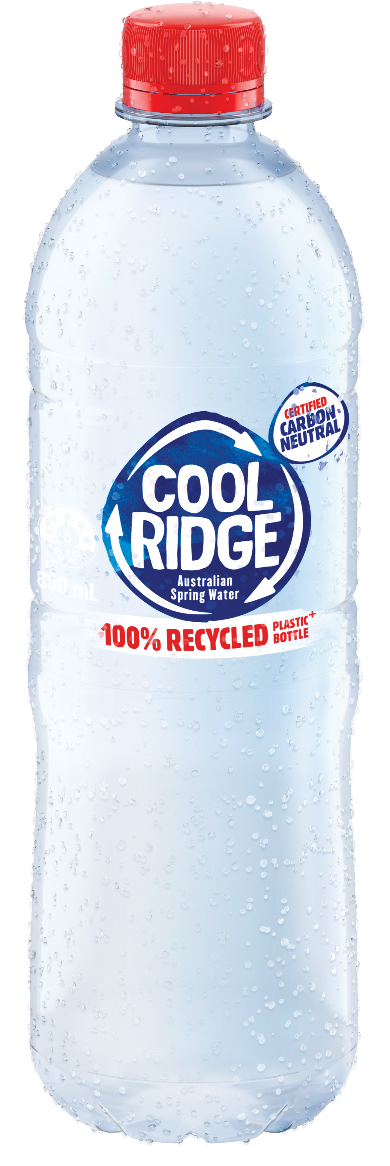 CERTIFIED
CARBON
NEUTRAL
COOL
RIDGE
Australian
Spring Water
100% RECYCLED PLASTIC+
BOTTLE